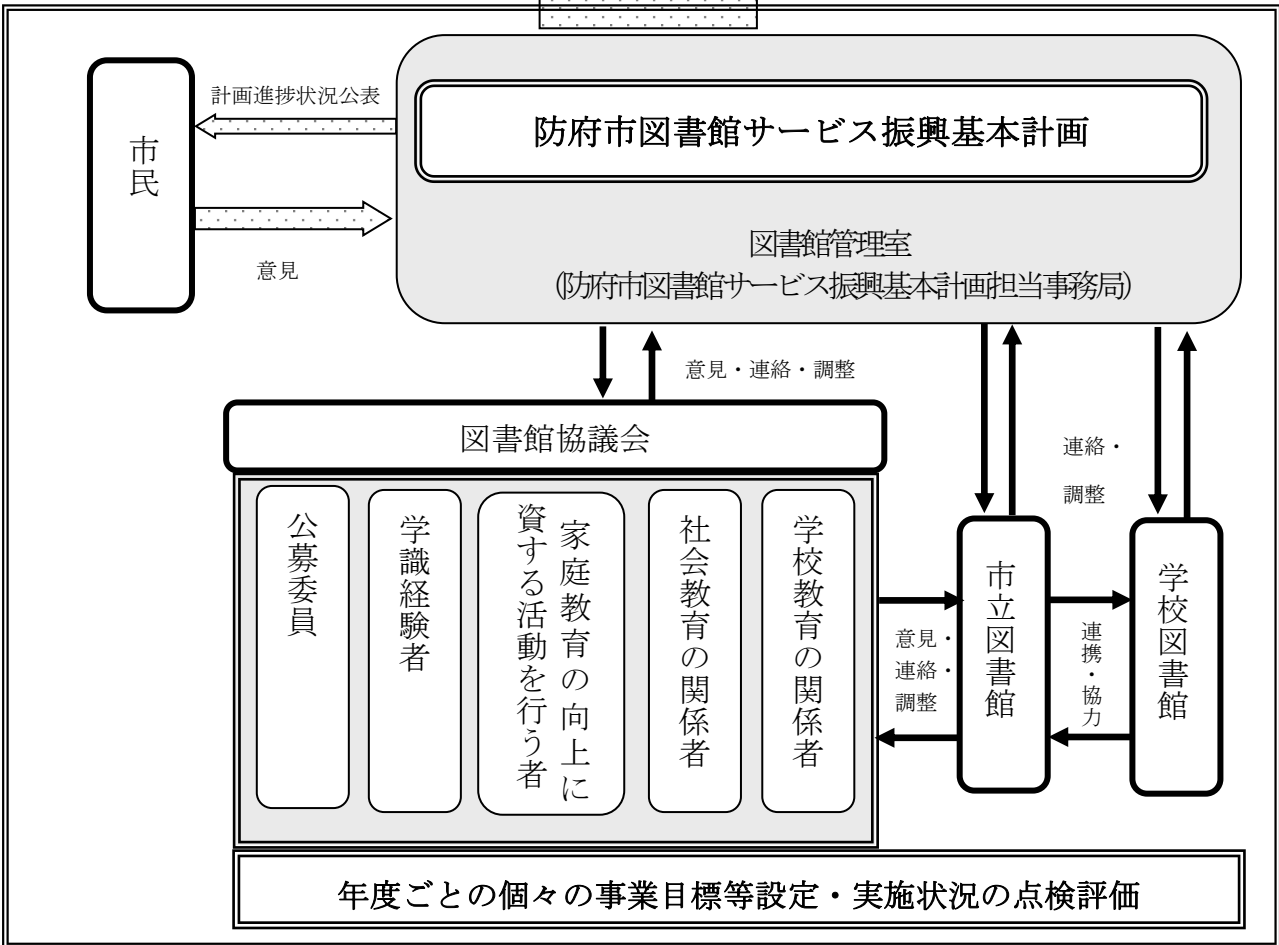 計画進捗状況公表
市民
意見
防府市図書館サービス振興基本計画
図書館管理室
(防府市図書館サービス振興基本計画担当事務局)
意見・連絡・調整
連絡・
調整
図書館協議会
公募委員
学識経験者
家庭教育の向上に
資する活動を行う者
社会教育の関係者
学校教育の関係者
意見・
連絡・
調整
市立図書館
連携・協力
学校図書館
年度ごとの個々の事業目標等設定・実施状況の点検評価